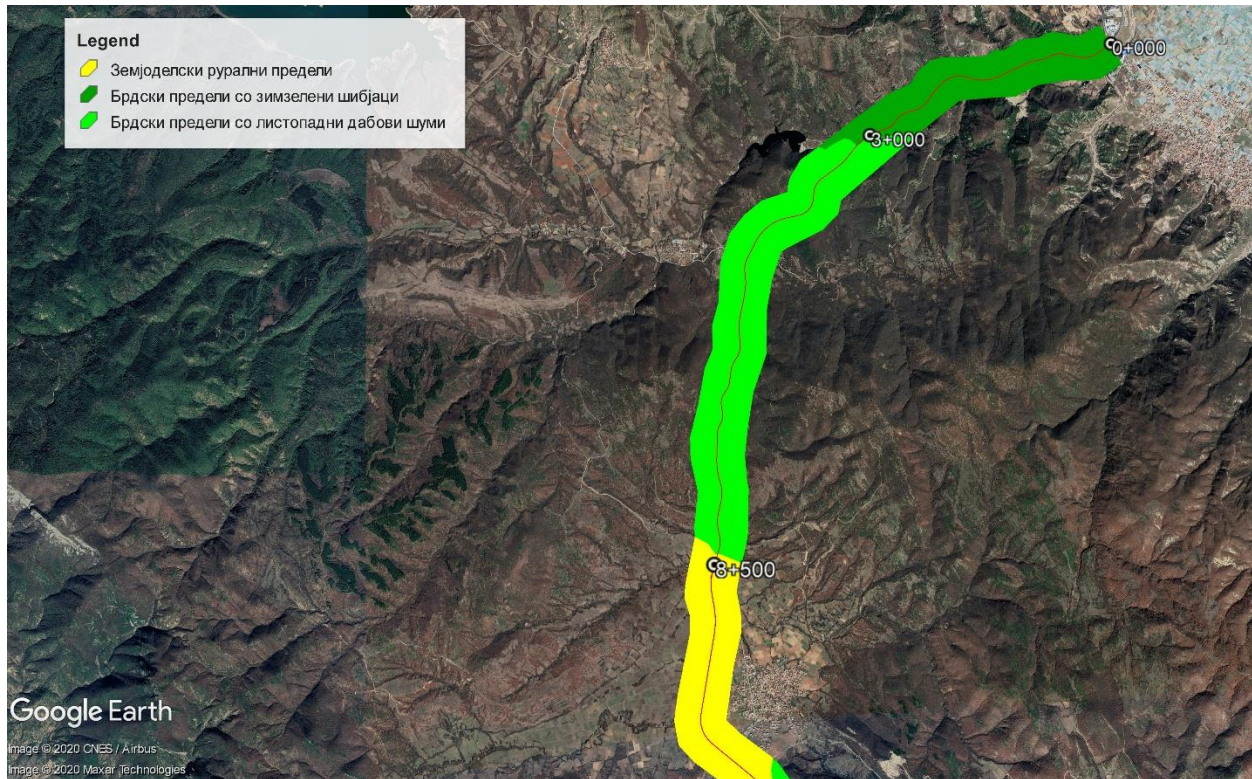 Legend
Земјоделски рурални предели
Брдски предели со зимзелени шибјаци
Брдски предели со листопадни дабови шуми
0+000
3+000
8+500
Google Earth
Image © 2020 CNES / Airbus
Image © 2020 Maxar Technologies